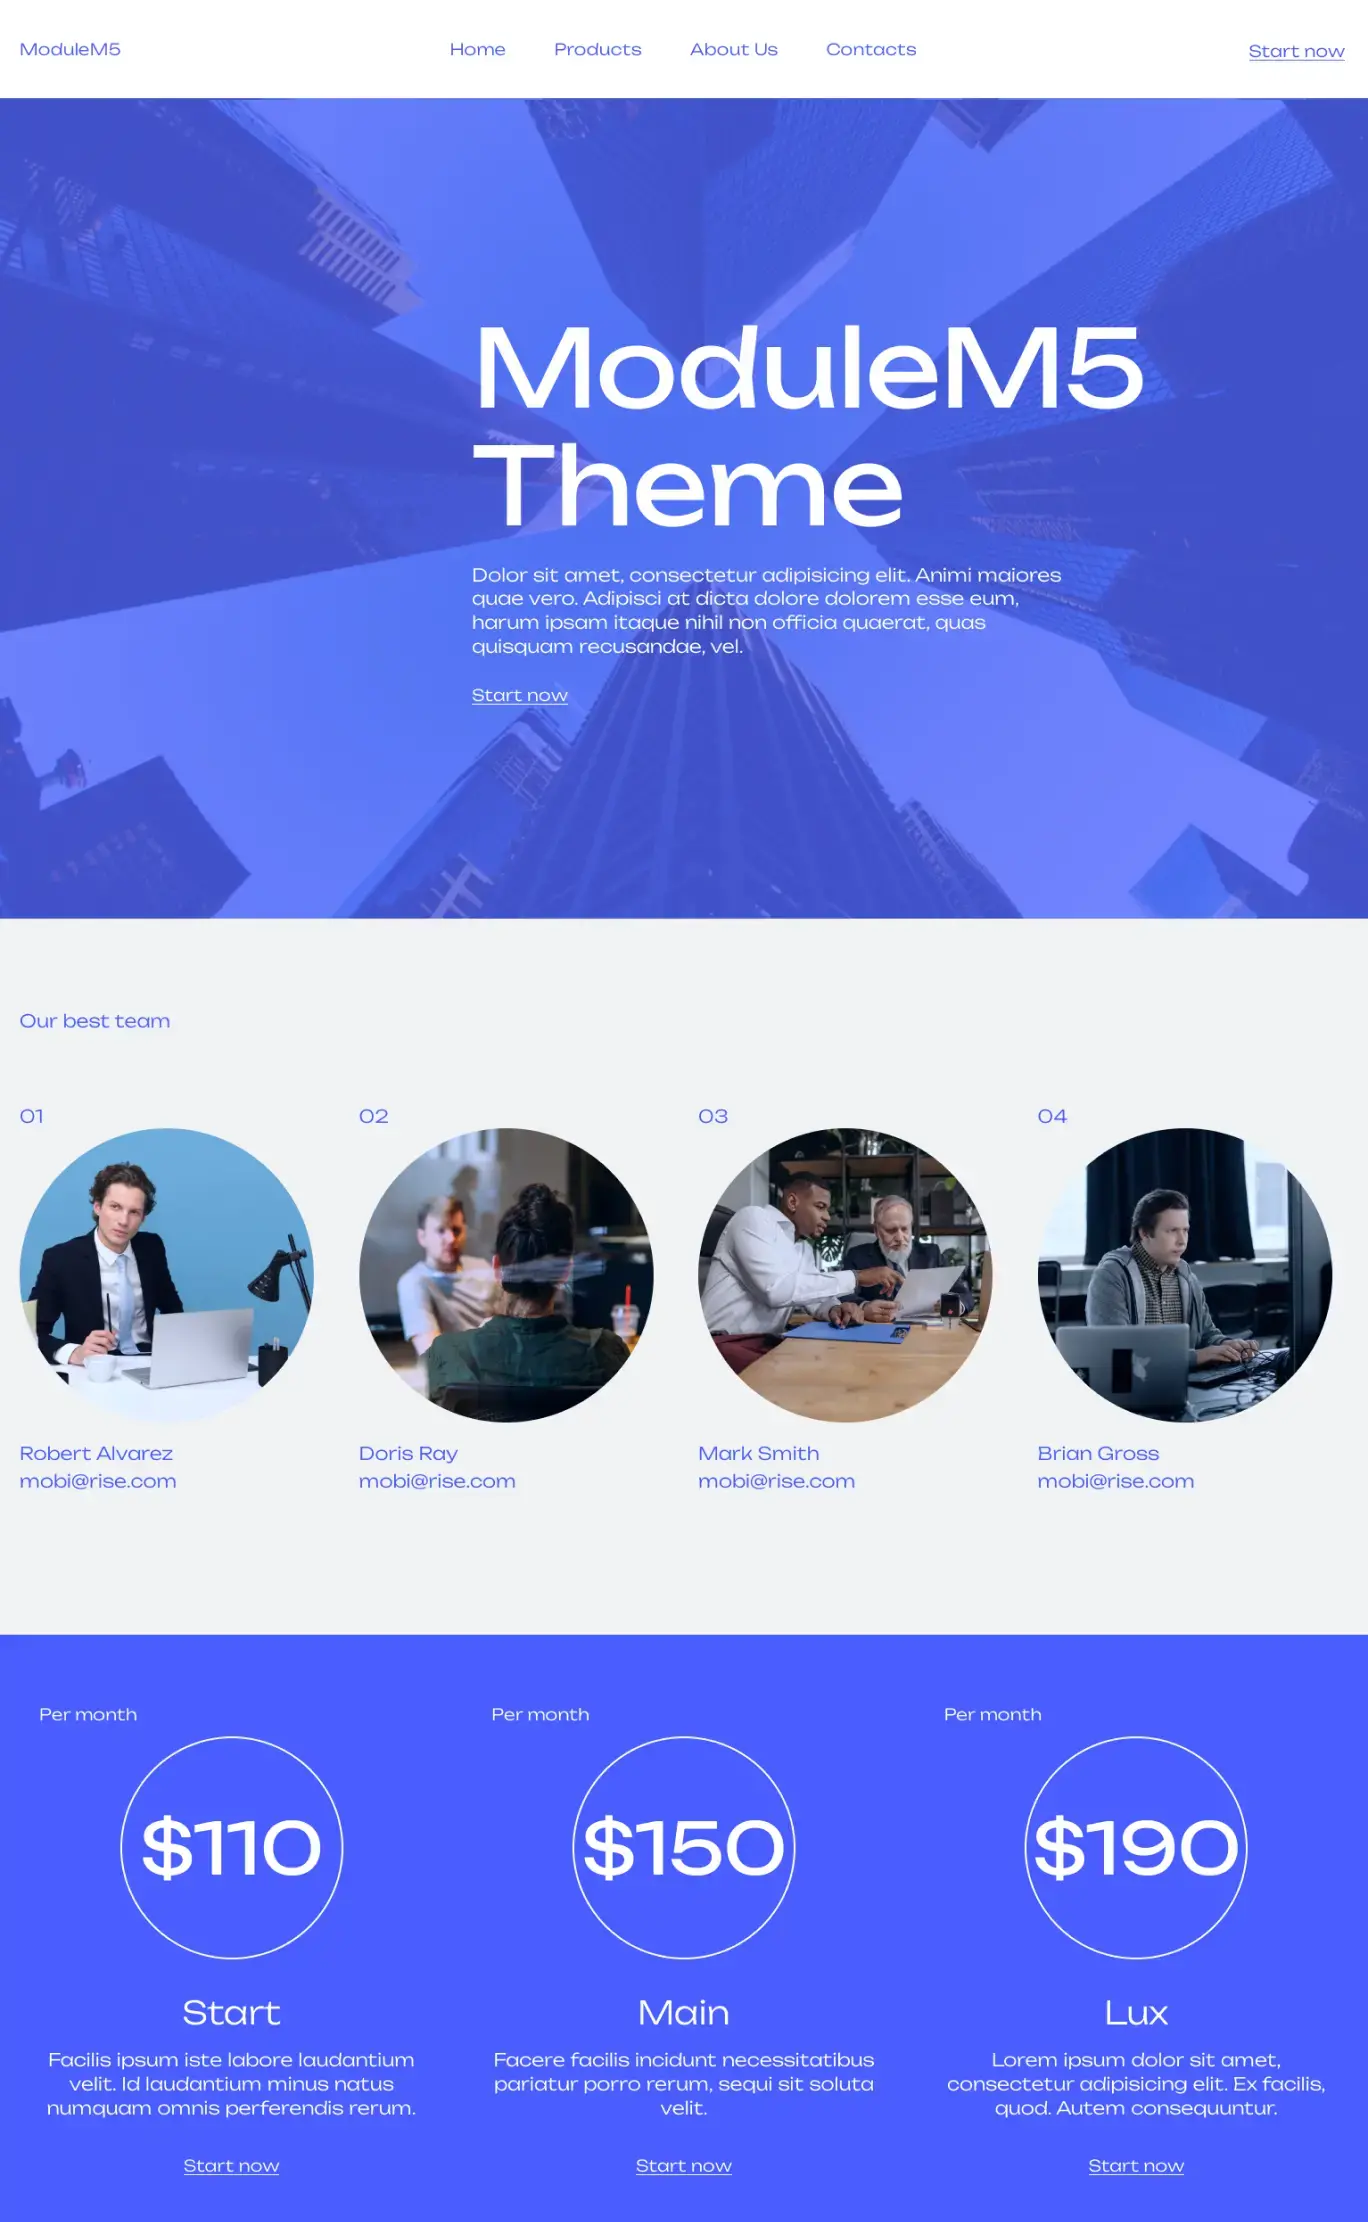 ModuleM5
Home
Products
About Us
Contacts
Start now
ModuleM5
Theme
Dolor sit amet, consectetur adipisicing elit. Animi maiores
quae vero. Adipisci at dicta dolore dolorem esse eum,
harum ipsam itaque nihil non officia quaerat, quas
quisquam recusandae, vel.
Start now
Our best team
01
02
03
04
Robert Alvarez
mobi@rise.com
Doris Ray
mobi@rise.com
Mark Smith
mobi@rise.com
Brian Gross
mobi@rise.com
Per month
$110
Start
Facilis ipsum iste labore laudantium
velit. Id laudantium minus natus
numquam omnis perferendis rerum.
Start now
Per month
$150
Main
Facere facilis incidunt necessitatibus
pariatur porro rerum, sequi sit soluta
velit.
Start now
Per month
$190
Lux
Lorem ipsum dolor sit amet,
consectetur adipisicing elit. Ex facilis,
quod. Autem consequuntur.
Start now